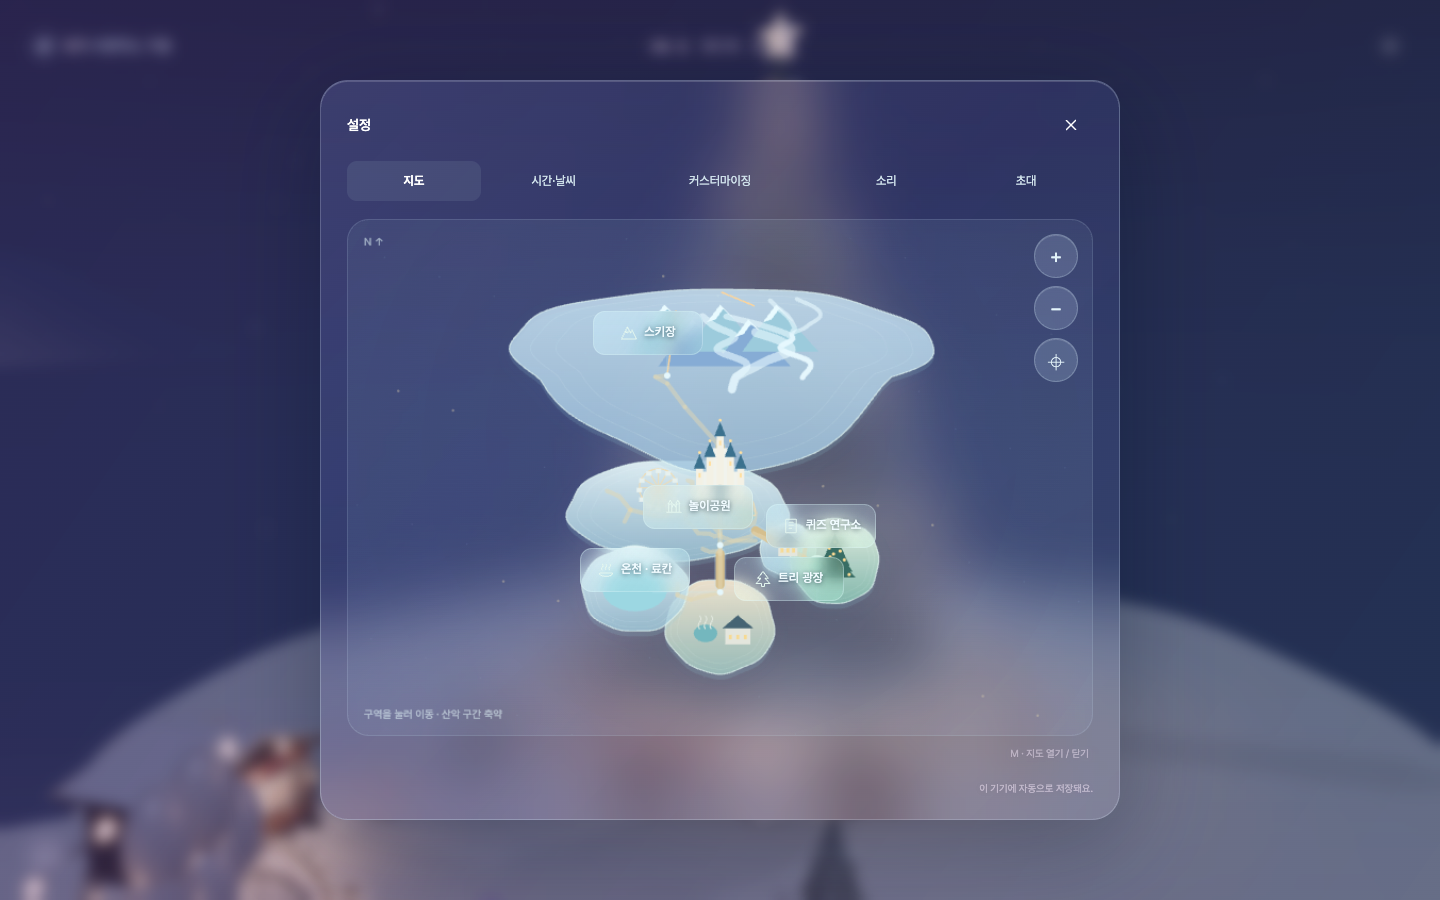 설정
지도
시간·날씨
커스터마이징
소리
초대
N ↑
+
−
스키장
놀이공원
퀴즈 연구소
온천 · 료칸
트리 광장
구역을 눌러 이동 · 산악 구간 축약
M · 지도 열기 / 닫기
이 기기에 자동으로 저장돼요.